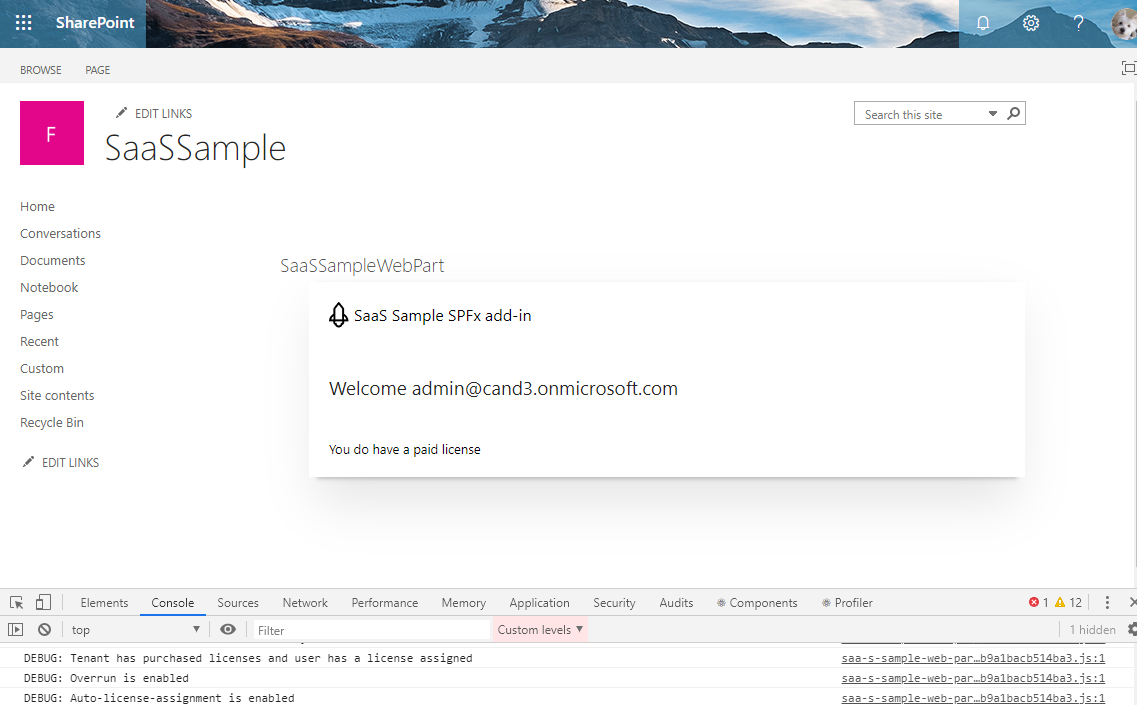 SharePoint
BROWSE PAGE
F
EDIT LINKS
SaaSSample
Search this site
Home
Conversations
Documents
Notebook
Pages
Recent
Custom
Site contents
Recycle Bin
EDIT LINKS
SaaSSampleWebPart
SaaS Sample SPFx add-in
Welcome admin@cand3.onmicrosoft.com
You do have a paid license
Elements Console Sources Network Performance Memory Application Security Audits Components Profiler 1 12
top Filter Custom levels 1 hidden
DEBUG: Tenant has purchased licenses and user has a license assigned saa-s-sample-web-par…b9a1bacb514ba3.js:1
DEBUG: Overrun is enabled saa-s-sample-web-par…b9a1bacb514ba3.js:1
DEBUG: Auto-license-assignment is enabled saa-s-sample-web-par…b9a1bacb514ba3.js:1